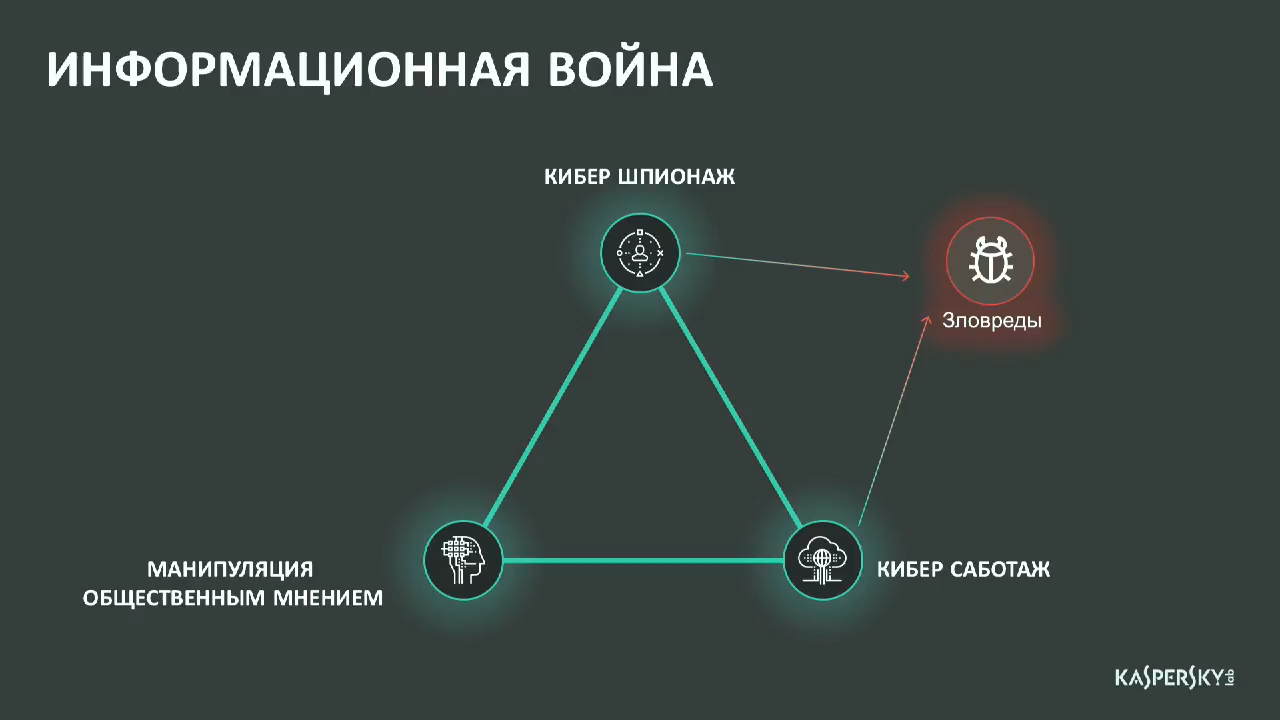 ИНФОРМАЦИОННАЯ ВОЙНА
КИБЕР ШПИОНАЖ
Зловреды
МАНИПУЛЯЦИЯ
ОБЩЕСТВЕННЫМ МНЕНИЕМ
КИБЕР САБОТАЖ
KASPERSKY lab